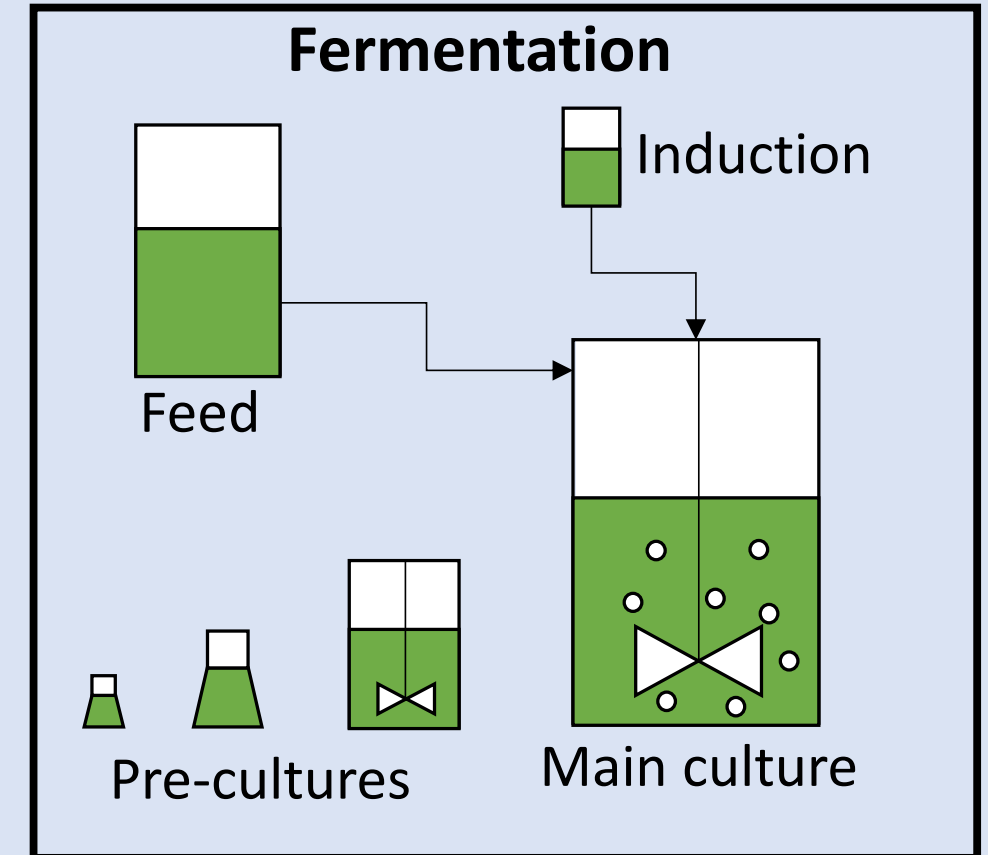 Fermentation
Induction
Feed
Pre-cultures
Main culture